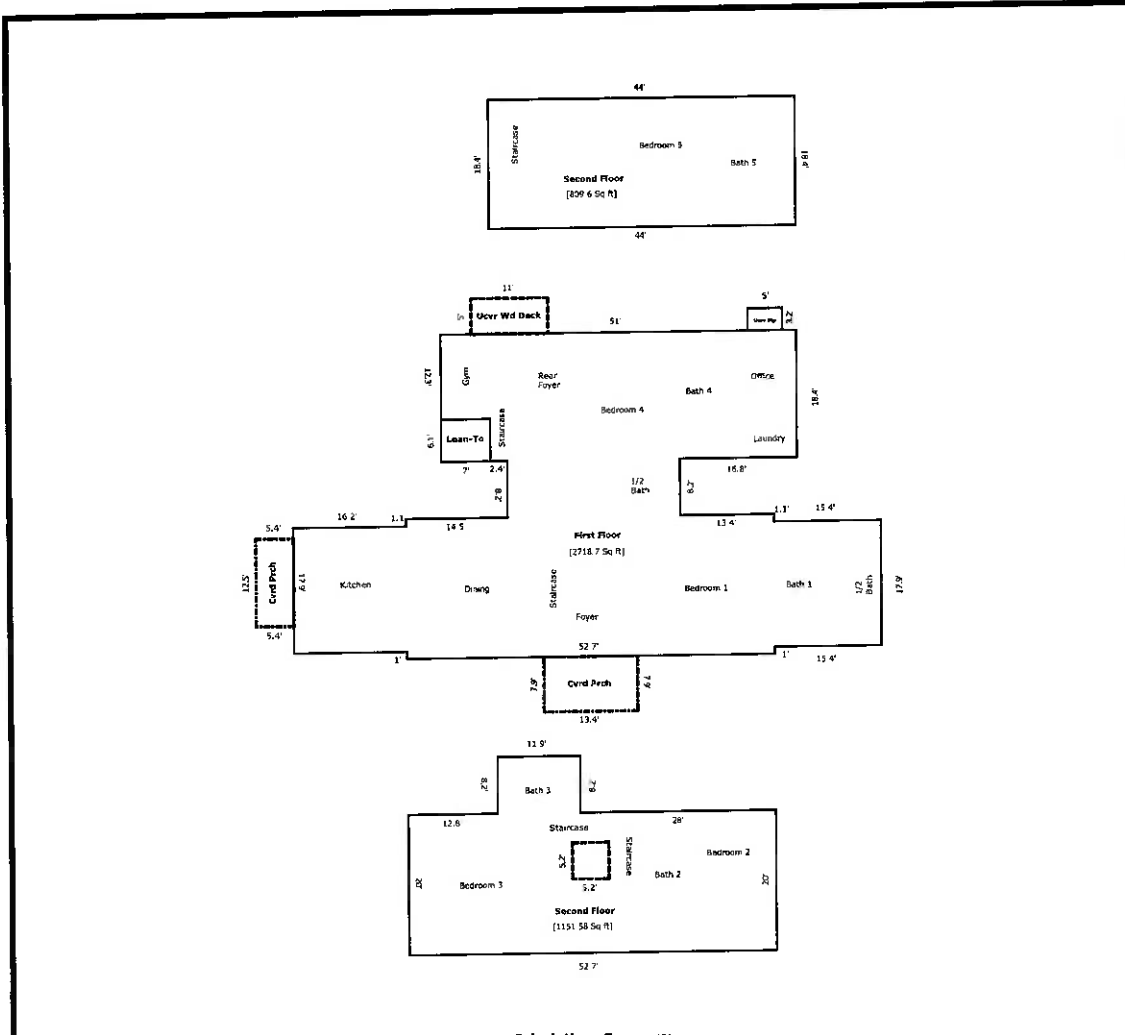 44'
18.4'
Staircase
Bedroom 5
Bath 5
18.4'
Second Floor
[809.6 Sq ft]
44'
11'
Ucvr Wd Deck
51'
5'
3.2'
12.3'
Gym
Rear
Foyer
Bath 4
Office
18.4'
Bedroom 4
6.1'
Lean-To
Staircase
Laundry
7'
2.4'
16.8'
8.2'
1/2
Bath
8.2'
16.2'
1.1
14.5
13.4'
1.1'
15.4'
5.4'
First Floor
[2718.7 Sq ft]
12.5'
Cvrd Prch
17.9'
Kitchen
Dining
Staircase
Bedroom 1
Bath 1
1/2
Bath
17.9'
Foyer
5.4'
52.7'
1'
1'
15.4'
7.9'
Cvrd Prch
7.9'
13.4'
11.9'
8.2'
Bath 3
12.8
Staircase
28'
5.2'
Staircase
Bedroom 2
20'
Bedroom 3
Bath 2
20'
5.2'
Second Floor
[1151.58 Sq ft]
52.7'